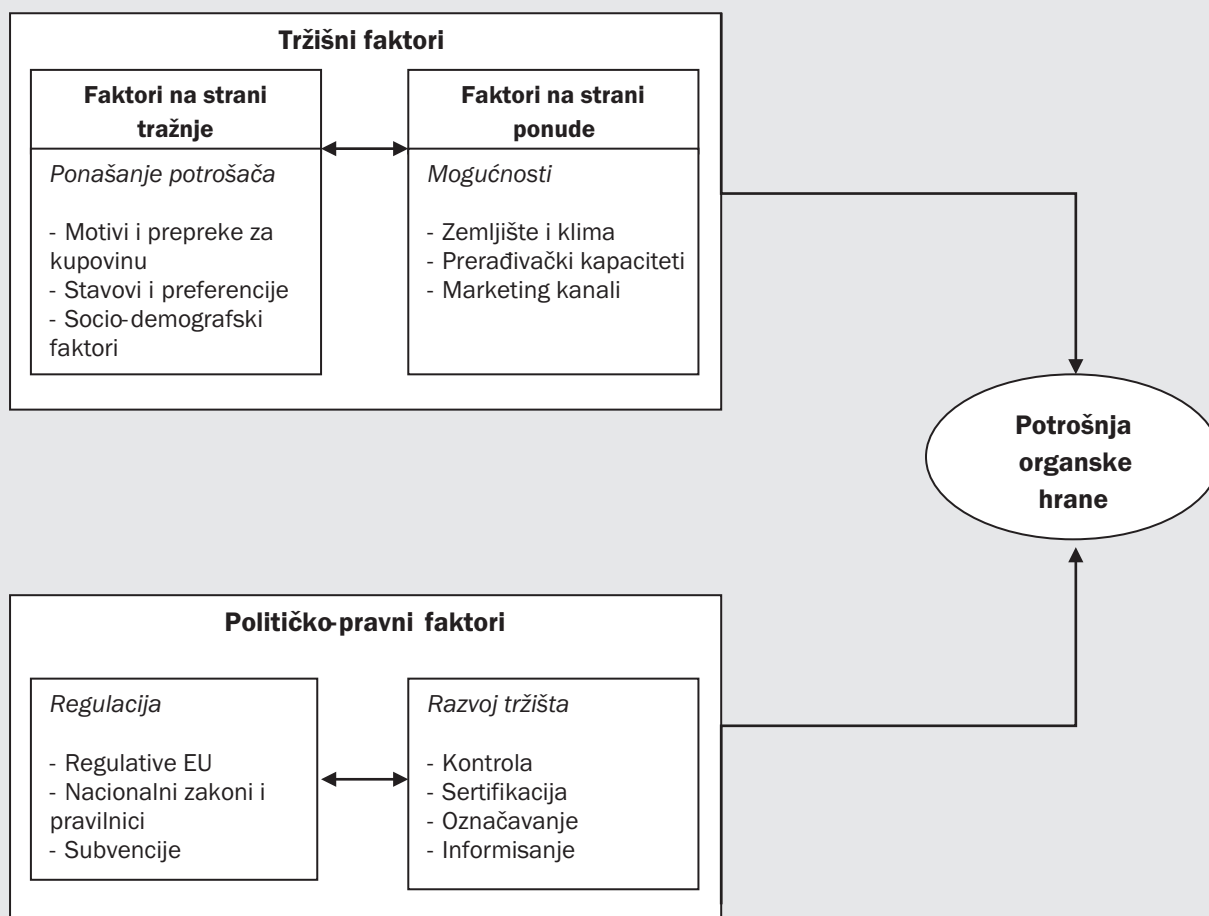 Tržišni faktori
Faktori na strani
tražnje
Ponašanje potrošača
- Motivi i prepreke za
kupovinu
- Stavovi i preferencije
- Socio-demografski
faktori
Faktori na strani
ponude
Mogućnosti
- Zemljište i klima
- Prerađivački kapaciteti
- Marketing kanali
Potrošnja
organske
hrane
Političko-pravni faktori
Regulacija
- Regulative EU
- Nacionalni zakoni i
pravilnici
- Subvencije
Razvoj tržišta
- Kontrola
- Sertifikacija
- Označavanje
- Informisanje